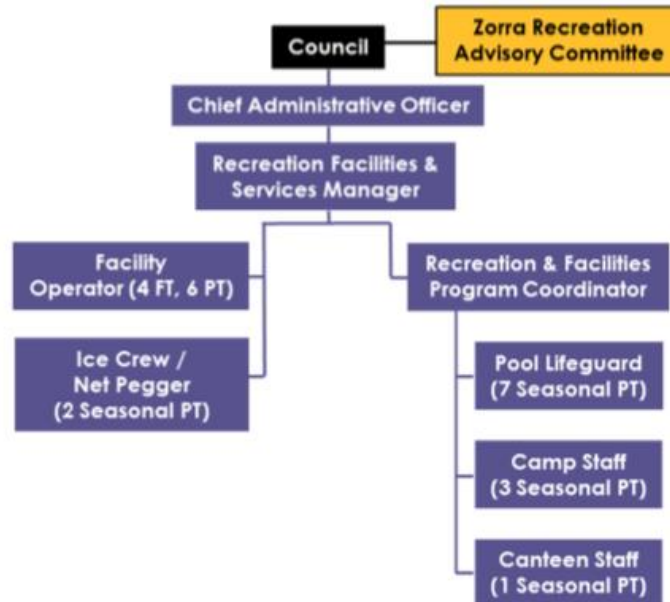 Council
Zorra Recreation
Advisory Committee
Chief Administrative Officer
Recreation Facilities &
Services Manager
Facility
Operator (4 FT, 6 PT)
Recreation & Facilities
Program Coordinator
Ice Crew /
Net Pegger
(2 Seasonal PT)
Pool Lifeguard
(7 Seasonal PT)
Camp Staff
(3 Seasonal PT)
Canteen Staff
(1 Seasonal PT)